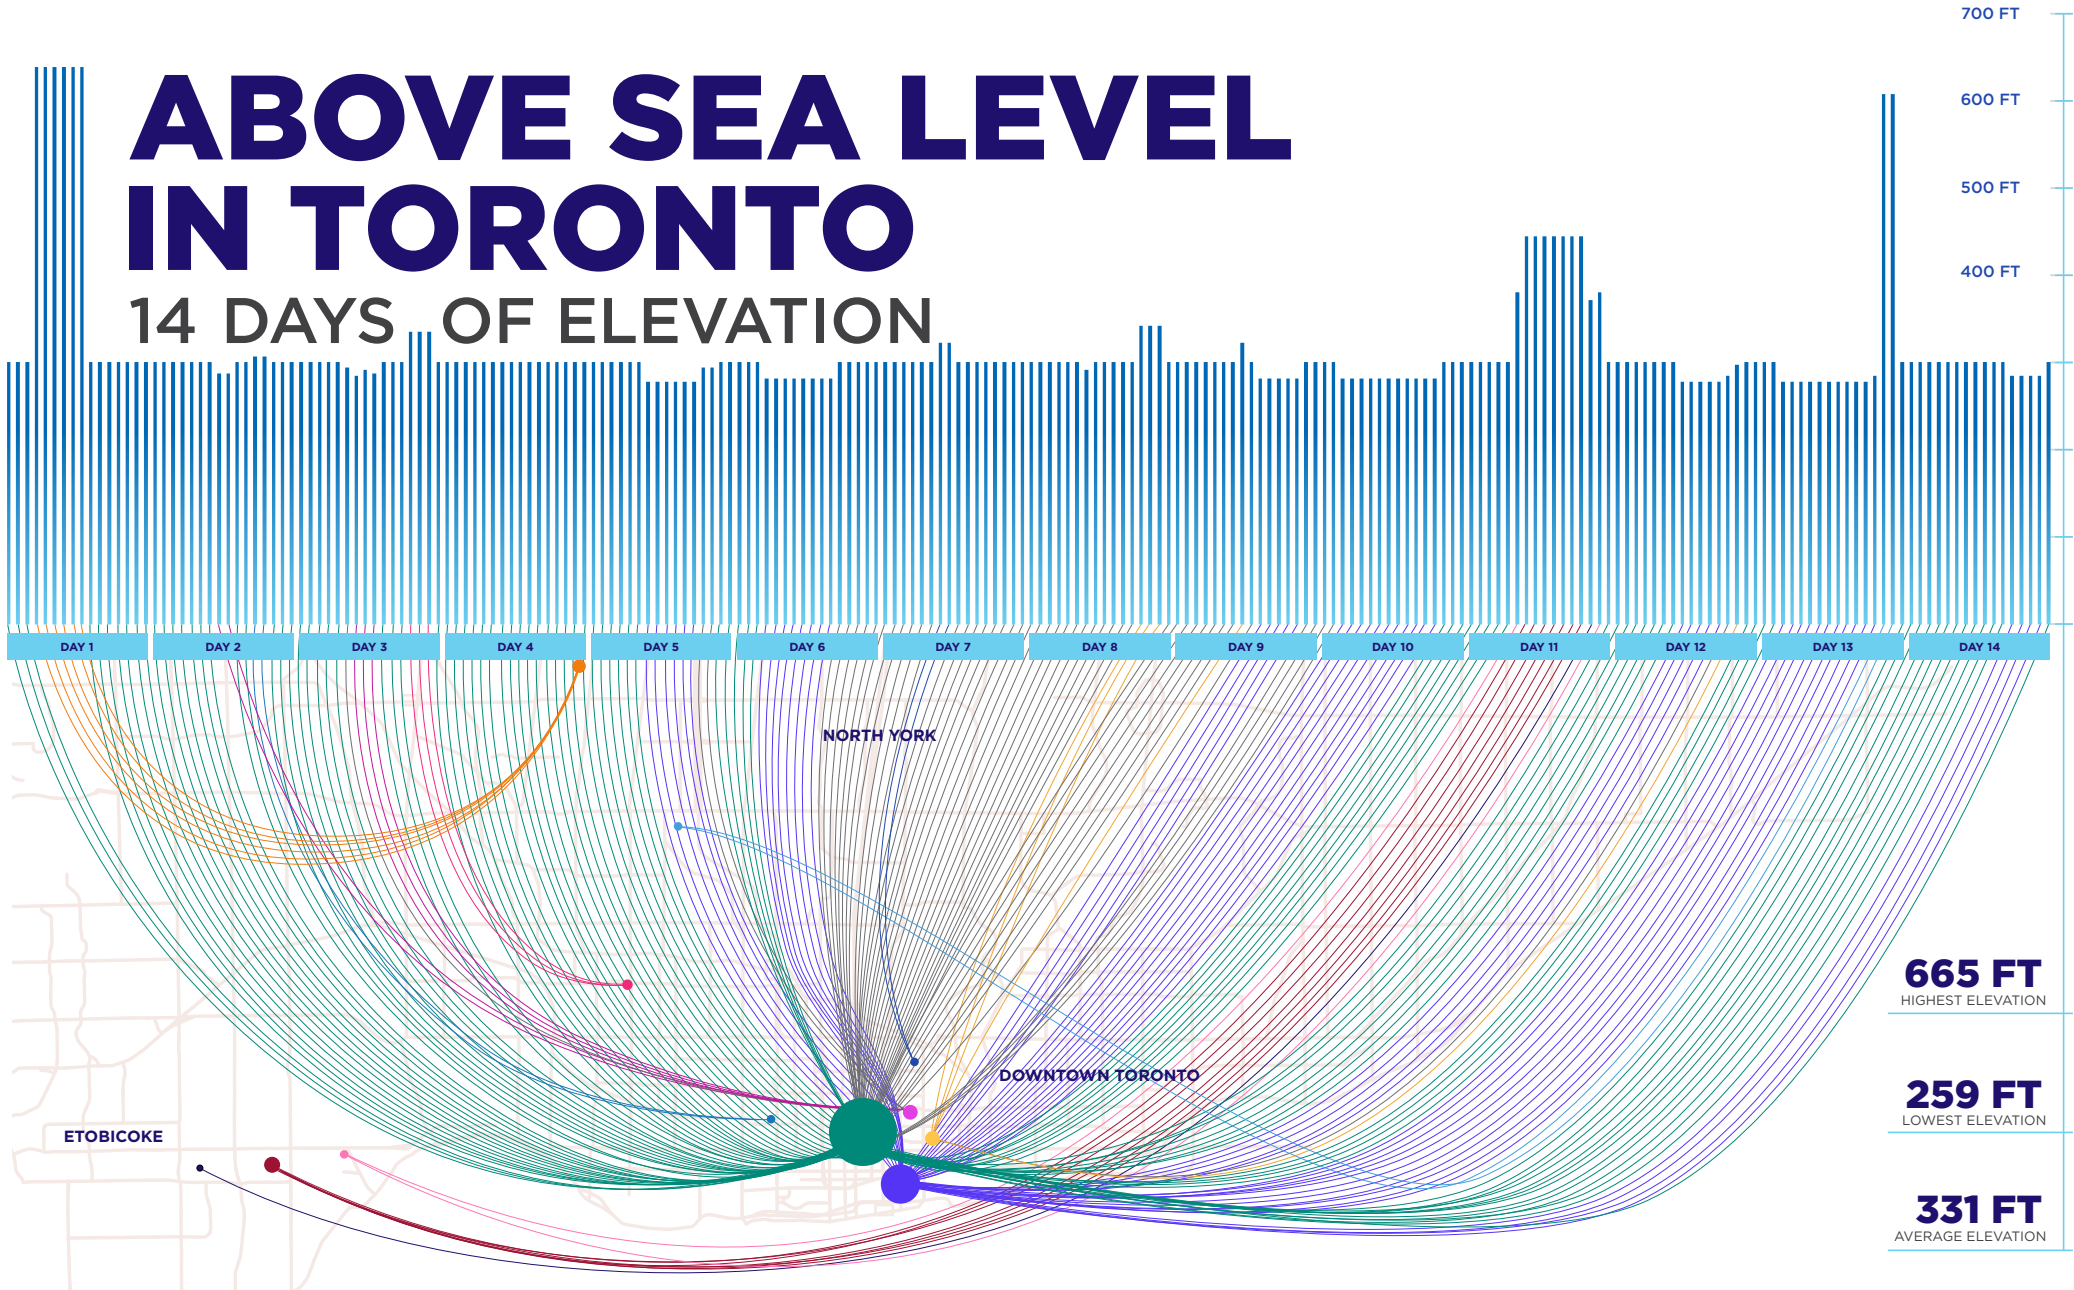 700 FT
600 FT
500 FT
400 FT
ABOVE SEA LEVEL
IN TORONTO
14 DAYS OF ELEVATION
DAY 1
DAY 2
DAY 3
DAY 4
DAY 5
DAY 6
DAY 7
DAY 8
DAY 9
DAY 10
DAY 11
DAY 12
DAY 13
DAY 14
NORTH YORK
DOWNTOWN TORONTO
ETOBICOKE
665 FT
HIGHEST ELEVATION
259 FT
LOWEST ELEVATION
331 FT
AVERAGE ELEVATION